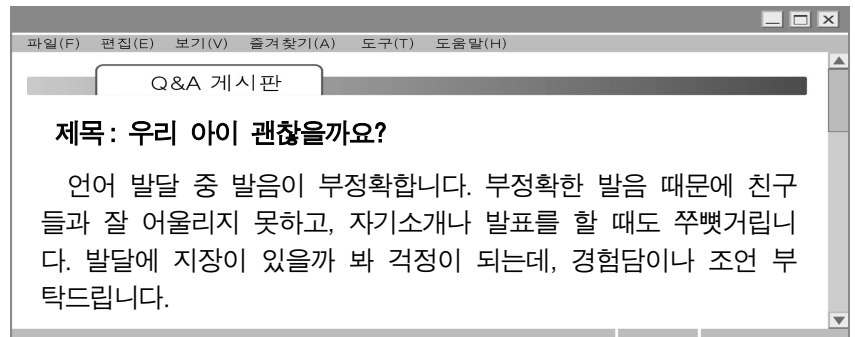 파일(F) 편집(E) 보기(V) 즐겨찾기(A) 도구(T) 도움말(H)
Q&A 게시판
제목: 우리 아이 괜찮을까요?
언어 발달 중 발음이 부정확합니다. 부정확한 발음 때문에 친구
들과 잘 어울리지 못하고, 자기소개나 발표를 할 때도 쭈뼛거립니
다. 발달에 지장이 있을까 봐 걱정이 되는데, 경험담이나 조언 부
탁드립니다.